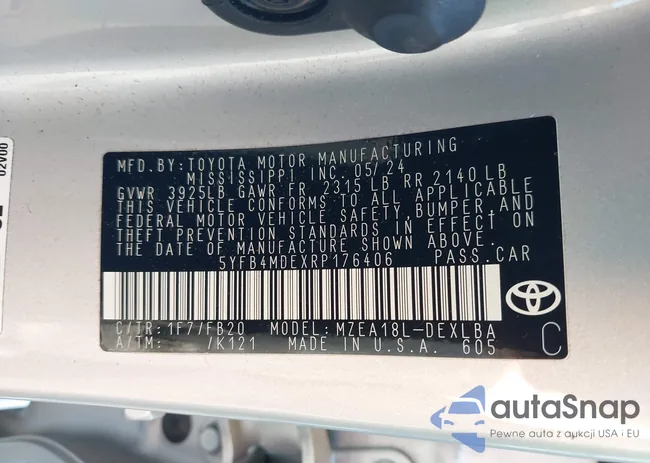 02V00
MFD.BY: TOYOTA MOTOR MANUFACTURING
MISSISSIPPI INC. 05/24
GVWR 3925LB GAWR FR 2315 LB RR 2140 LB
THIS VEHICLE CONFORMS TO ALL APPLICABLE
FEDERAL MOTOR VEHICLE SAFETY, BUMPER, AND
THEFT PREVENTION STANDARDS IN EFFECT ON
THE DATE OF MANUFACTURE SHOWN ABOVE.
5YFB4MDEXRP176406 PASS.CAR
C/TR: 1F7/FB20 MODEL: MZEA18L-DEXLBA
A/TM: /K121 MADE IN U.S.A. 605
C
autaSnap
Pewne auta z aukcji USA i EU